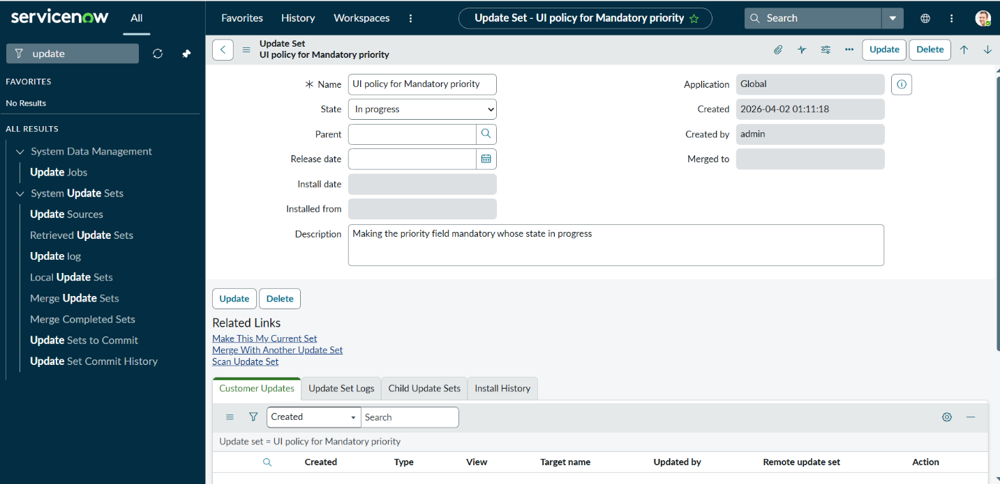 servicenow
All
Favorites
History
Workspaces
Update Set - UI policy for Mandatory priority
Search
update
FAVORITES
No Results
ALL RESULTS
System Data Management
Update Jobs
System Update Sets
Update Sources
Retrieved Update Sets
Update log
Local Update Sets
Merge Update Sets
Merge Completed Sets
Update Sets to Commit
Update Set Commit History
Update Set
UI policy for Mandatory priority
Update
Delete
Name UI policy for Mandatory priority
State In progress
Parent
Release date
Install date
Installed from
Description Making the priority field mandatory whose state in progress
Application Global
Created 2026-04-02 01:11:18
Created by admin
Merged to
Update Delete
Related Links
Make This My Current Set
Merge With Another Update Set
Scan Update Set
Customer Updates Update Set Logs Child Update Sets Install History
Created Search
Update set = UI policy for Mandatory priority
Created Type View Target name Updated by Remote update set Action